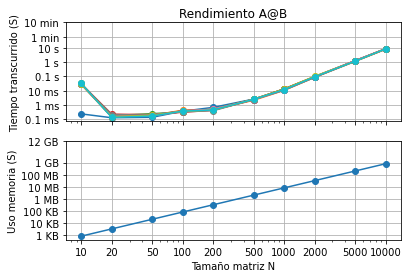 Rendimiento A@B
Tiempo transcurrido (S)
10 min
1 min
10 s
1 s
0.1 s
10 ms
1 ms
0.1 ms
Uso memoria (S)
12 GB
1 GB
100 MB
10 MB
1 MB
100 KB
10 KB
1 KB
10 20 50 100 200 500 1000 2000 5000 10000
Tamaño matriz N